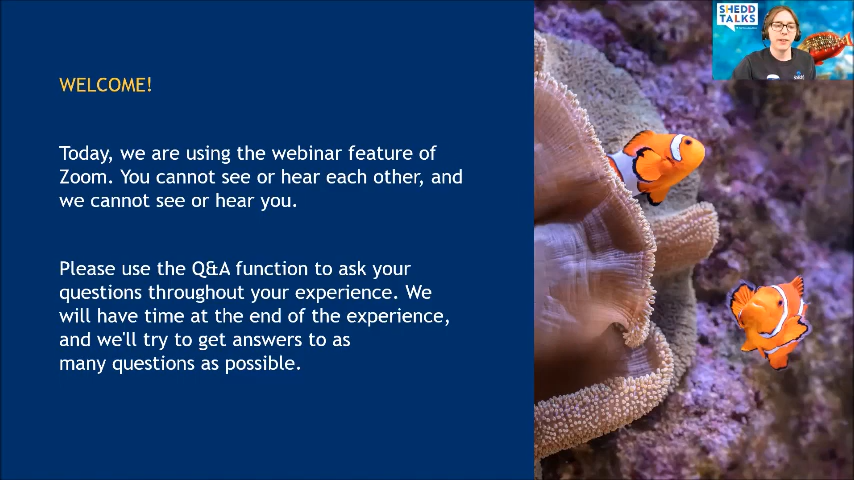 WELCOME!
Today, we are using the webinar feature of
Zoom. You cannot see or hear each other, and
we cannot see or hear you.
Please use the Q&A function to ask your
questions throughout your experience. We
will have time at the end of the experience,
and we'll try to get answers to as
many questions as possible.
SHEDD
TALKS